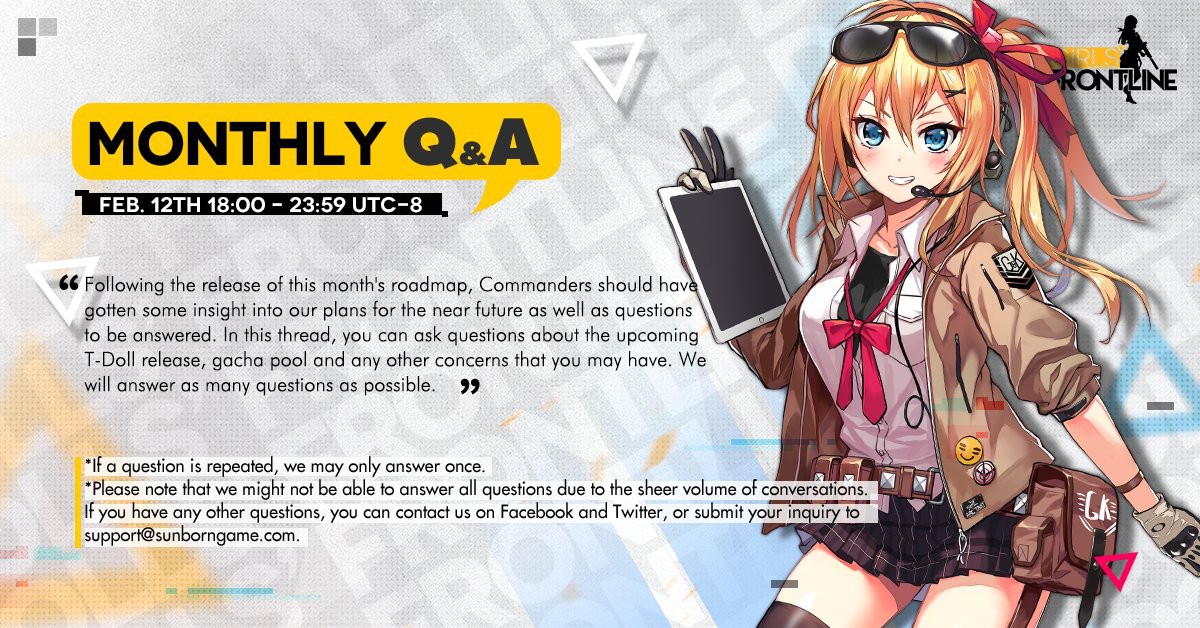 GIRLS'
FRONTLINE
MONTHLY Q&A
FEB. 12TH 18:00 - 23:59 UTC-8
“ Following the release of this month's roadmap, Commanders should have
gotten some insight into our plans for the near future as well as questions
to be answered. In this thread, you can ask questions about the upcoming
T-Doll release, gacha pool and any other concerns that you may have. We
will answer as many questions as possible. ”
*If a question is repeated, we may only answer once.
*Please note that we might not be able to answer all questions due to the sheer volume of conversations.
If you have any other questions, you can contact us on Facebook and Twitter, or submit your inquiry to
support@sunborngame.com.
G&K
GK